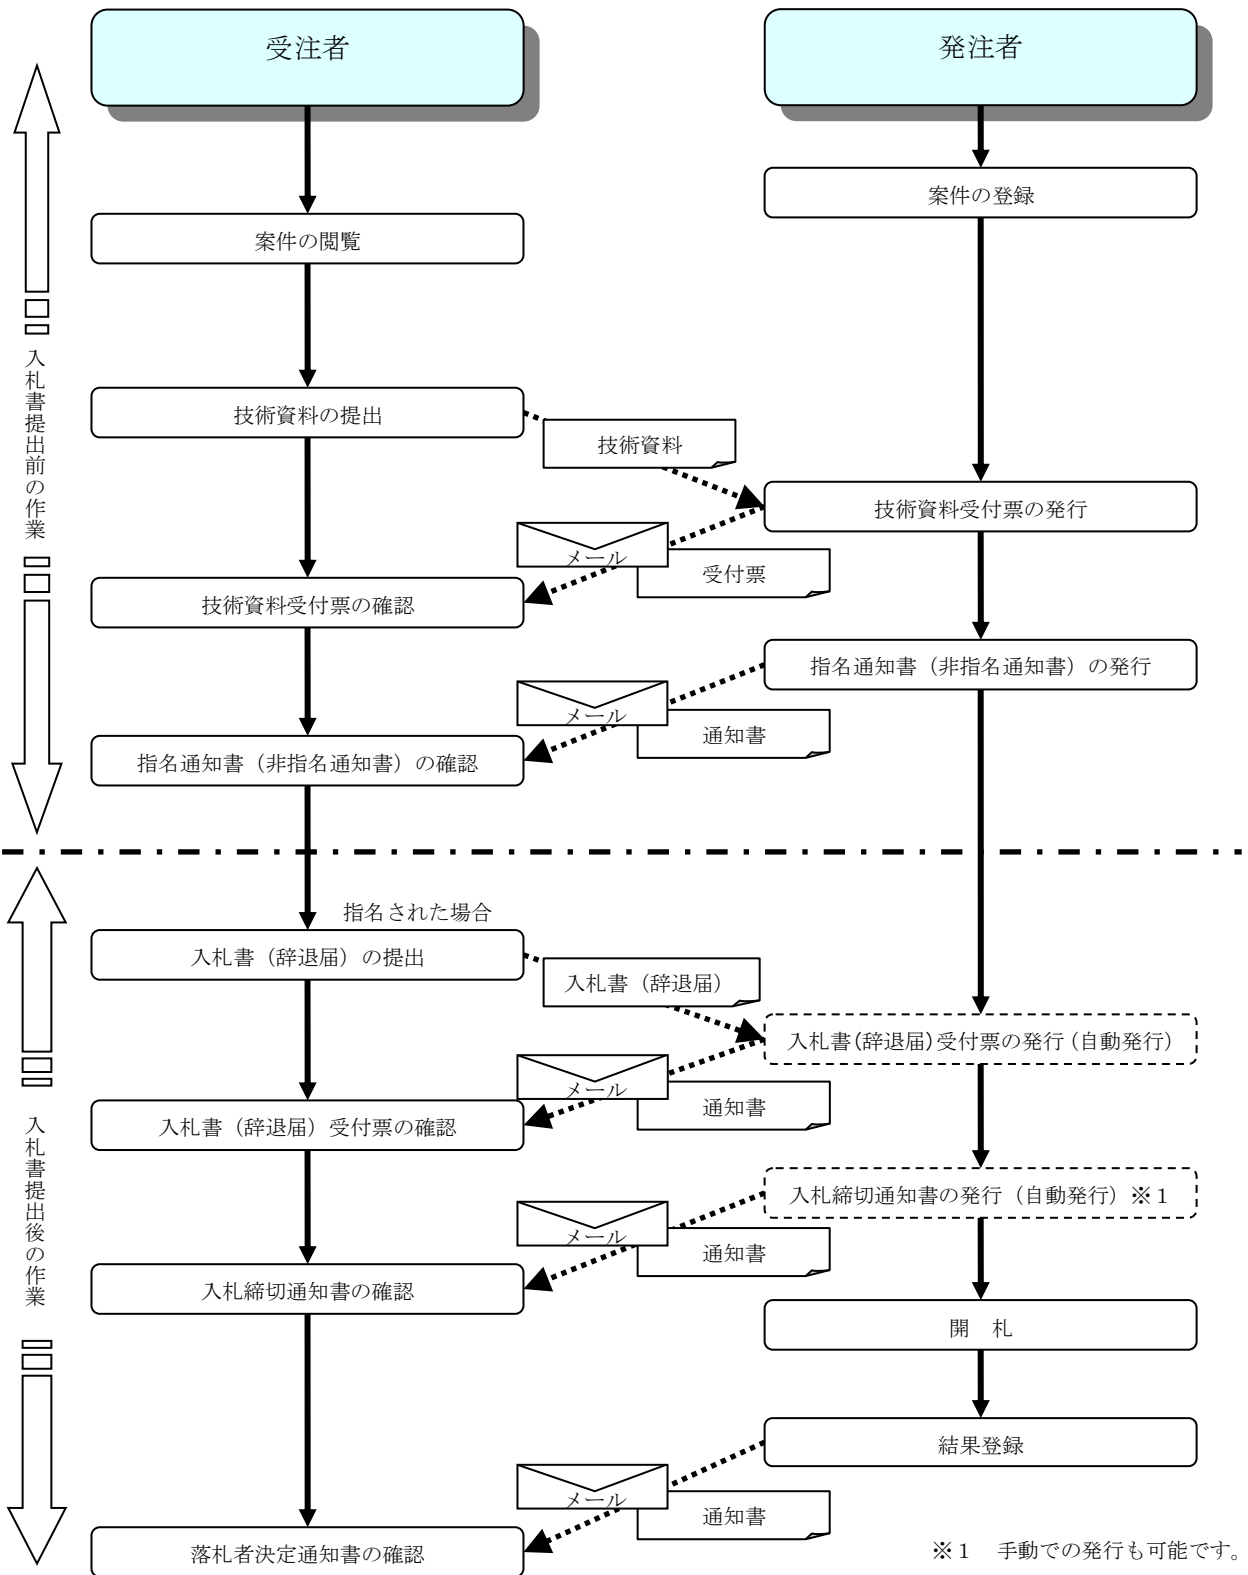 受注者
発注者
案件の登録
案件の閲覧
入札書提出前の作業
技術資料の提出
技術資料
技術資料受付票の発行
メール
受付票
技術資料受付票の確認
指名通知書（非指名通知書）の発行
メール
通知書
指名通知書（非指名通知書）の確認
指名された場合
入札書（辞退届）の提出
入札書（辞退届）
入札書(辞退届)受付票の発行(自動発行)
メール
通知書
入札書（辞退届）受付票の確認
入札書提出後の作業
入札締切通知書の発行（自動発行）※１
メール
通知書
入札締切通知書の確認
開　札
結果登録
メール
通知書
落札者決定通知書の確認
※１　手動での発行も可能です。